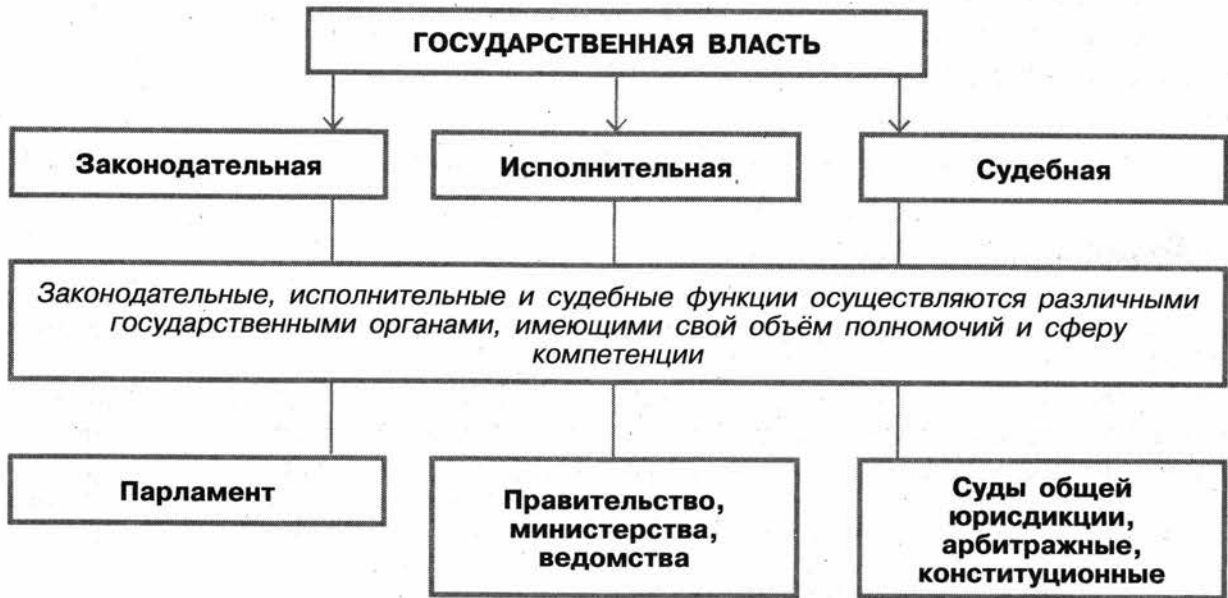 ГОСУДАРСТВЕННАЯ ВЛАСТЬ
Законодательная
Исполнительная
Судебная
Законодательные, исполнительные и судебные функции осуществляются различными
государственными органами, имеющими свой объём полномочий и сферу
компетенции
Парламент
Правительство,
министерства,
ведомства
Суды общей
юрисдикции,
арбитражные,
конституционные